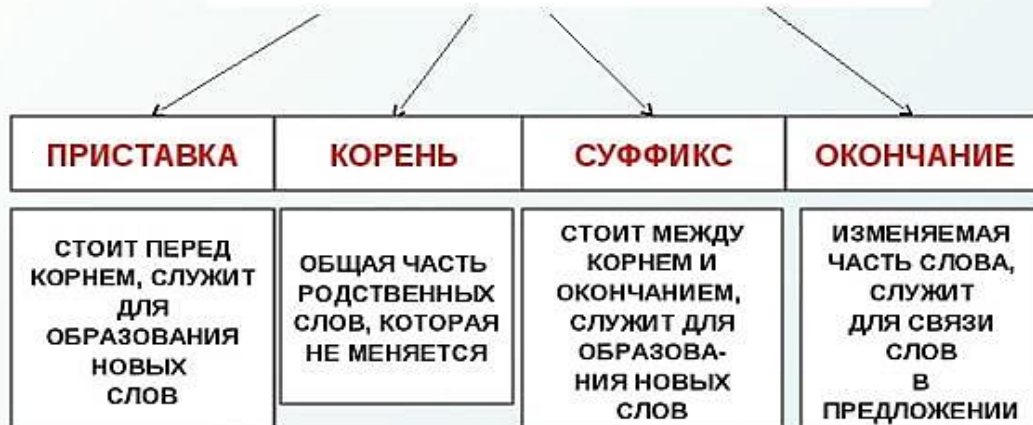 ПРИСТАВКА
КОРЕНЬ
СУФФИКС
ОКОНЧАНИЕ
СТОИТ ПЕРЕД
КОРНЕМ, СЛУЖИТ
ДЛЯ
ОБРАЗОВАНИЯ
НОВЫХ
СЛОВ
ОБЩАЯ ЧАСТЬ
РОДСТВЕННЫХ
СЛОВ, КОТОРАЯ
НЕ МЕНЯЕТСЯ
СТОИТ МЕЖДУ
КОРНЕМ И
ОКОНЧАНИЕМ,
СЛУЖИТ ДЛЯ
ОБРАЗОВА-
НИЯ НОВЫХ
СЛОВ
ИЗМЕНЯЕМАЯ
ЧАСТЬ СЛОВА,
СЛУЖИТ
ДЛЯ СВЯЗИ
СЛОВ
В
ПРЕДЛОЖЕНИИ